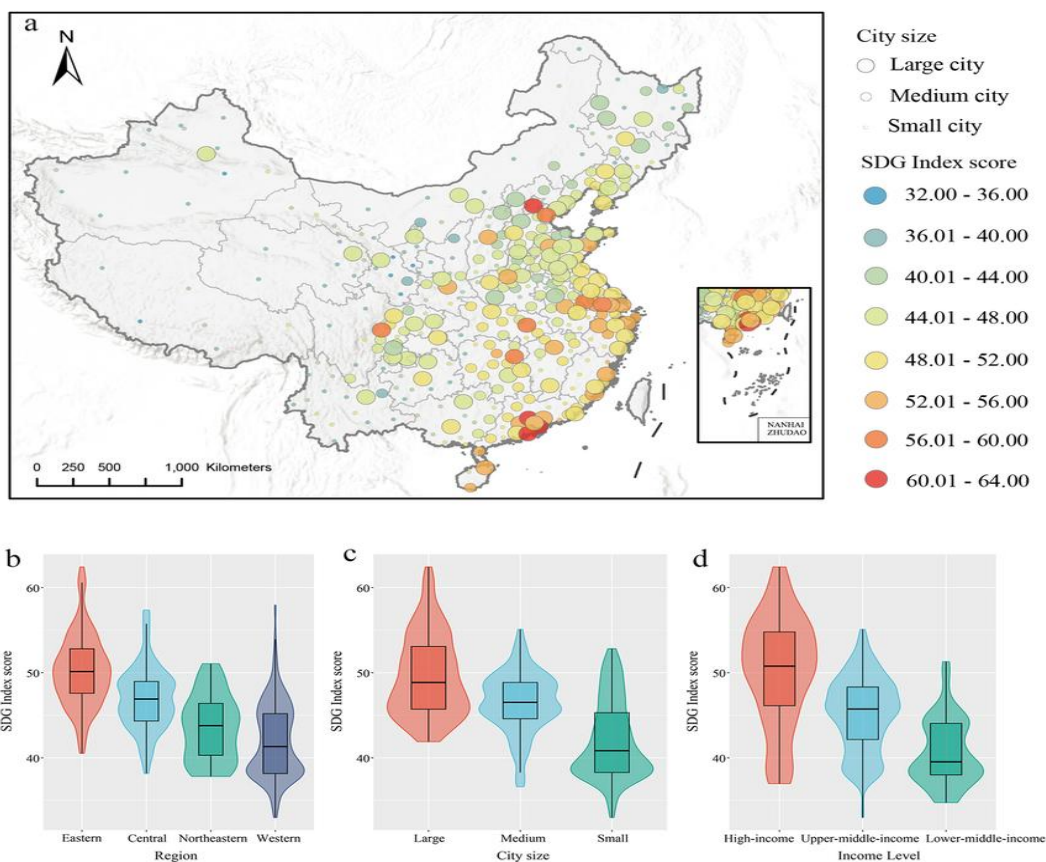 a
N
0 250 500 1,000 Kilometers
NANHAI
ZHUDAO
City size
Large city
Medium city
Small city
SDG Index score
32.00 - 36.00
36.01 - 40.00
40.01 - 44.00
44.01 - 48.00
48.01 - 52.00
52.01 - 56.00
56.01 - 60.00
60.01 - 64.00
b
SDG Index score
60
50
40
Eastern Central Northeastern Western
Region
c
SDG Index score
60
50
40
Large Medium Small
City size
d
SDG Index score
60
50
40
High-income Upper-middle-income Lower-middle-income
Income Level